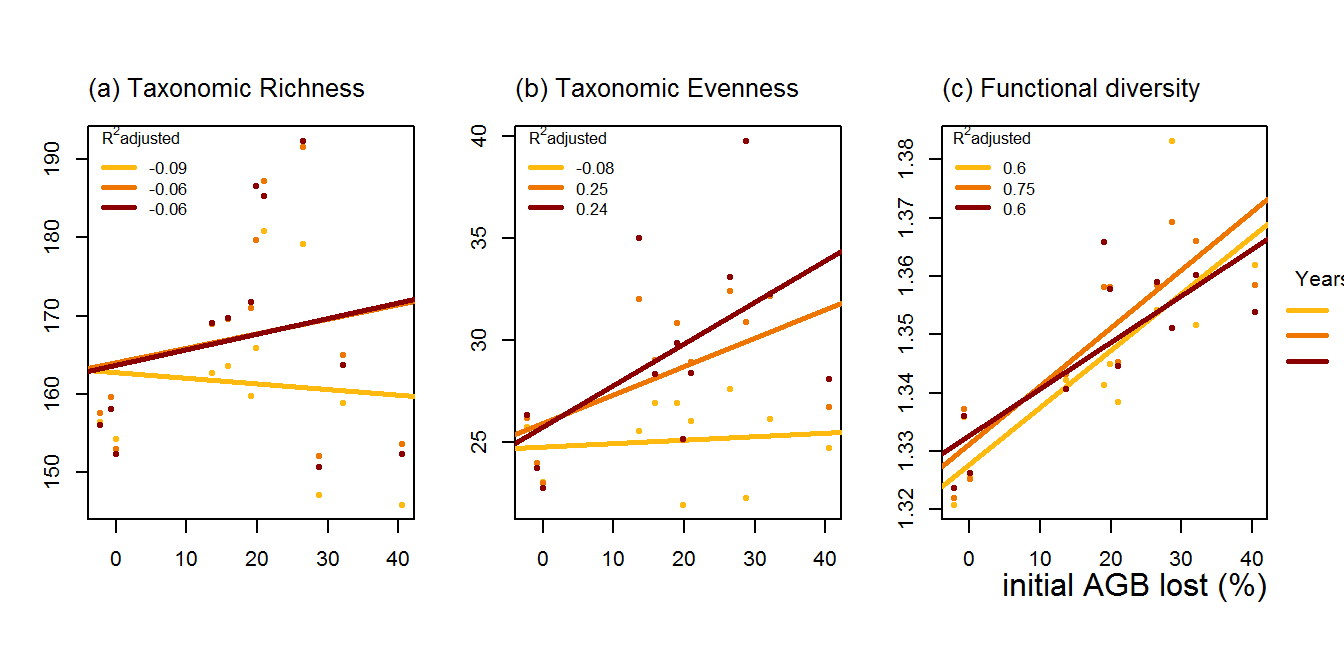 (a) Taxonomic Richness
R2adjusted
-0.09
-0.06
-0.06
190
180
170
160
150
0 10 20 30 40
(b) Taxonomic Evenness
R2adjusted
-0.08
0.25
0.24
40
35
30
25
0 10 20 30 40
(c) Functional diversity
R2adjusted
0.6
0.75
0.6
1.38
1.37
1.36
1.35
1.34
1.33
1.32
0 10 20 30 40
initial AGB lost (%)
Years